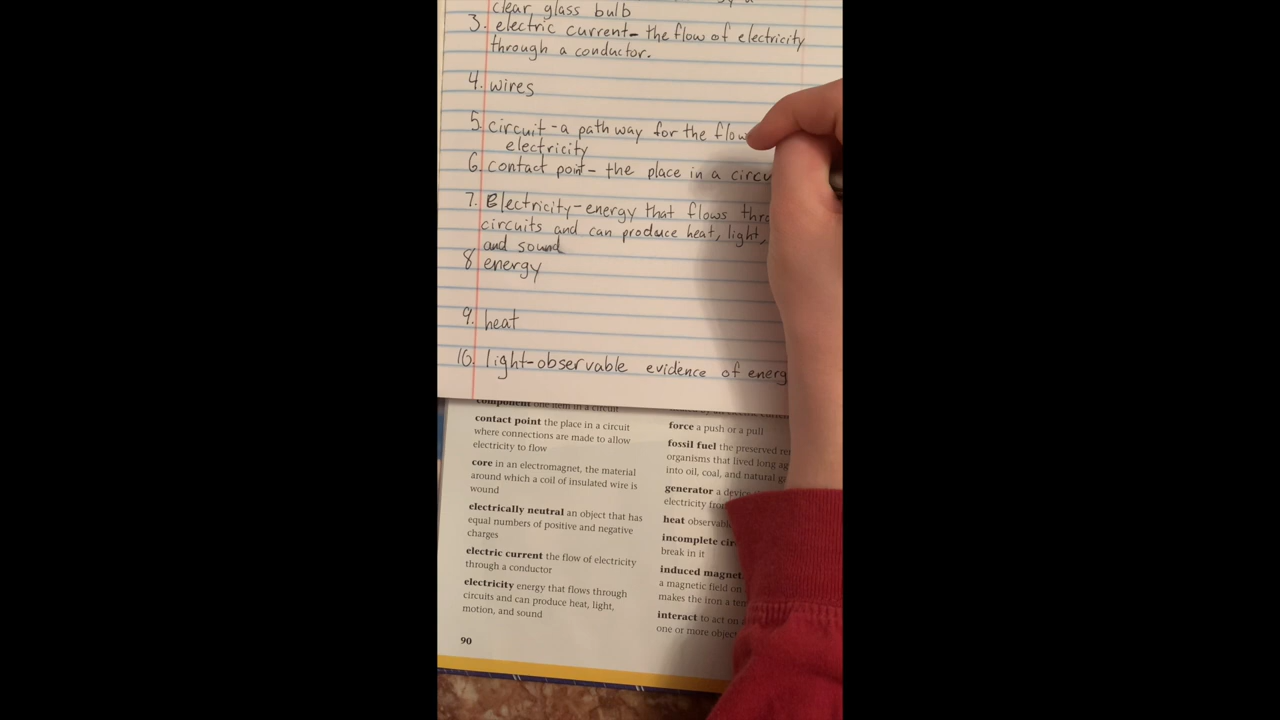 clear glass bulb
3. electric current- the flow of electricity
through a conductor.
4. wires
5. circuit - a path way for the flow
electricity
6. contact point- the place in a circu
7. Electricity-energy that flows thro
circuits and can produce heat, light,
and sound
8 energy
9. heat
10. light-observable evidence of energ
component one item in a circuit
contact point the place in a circuit
where connections are made to allow
electricity to flow
core in an electromagnet, the material
around which a coil of insulated wire is
wound
electrically neutral an object that has
equal numbers of positive and negative
charges
electric current the flow of electricity
through a conductor
electricity energy that flows through
circuits and can produce heat, light,
motion, and sound
90
force a push or a pull
fossil fuel the preserved
organisms that lived long
into oil, coal, and natural
generator a device
electricity from
heat observab
incomplete cir
break in it
induced magnet
a magnetic field on
makes the iron a
interact to act on
one or more objec